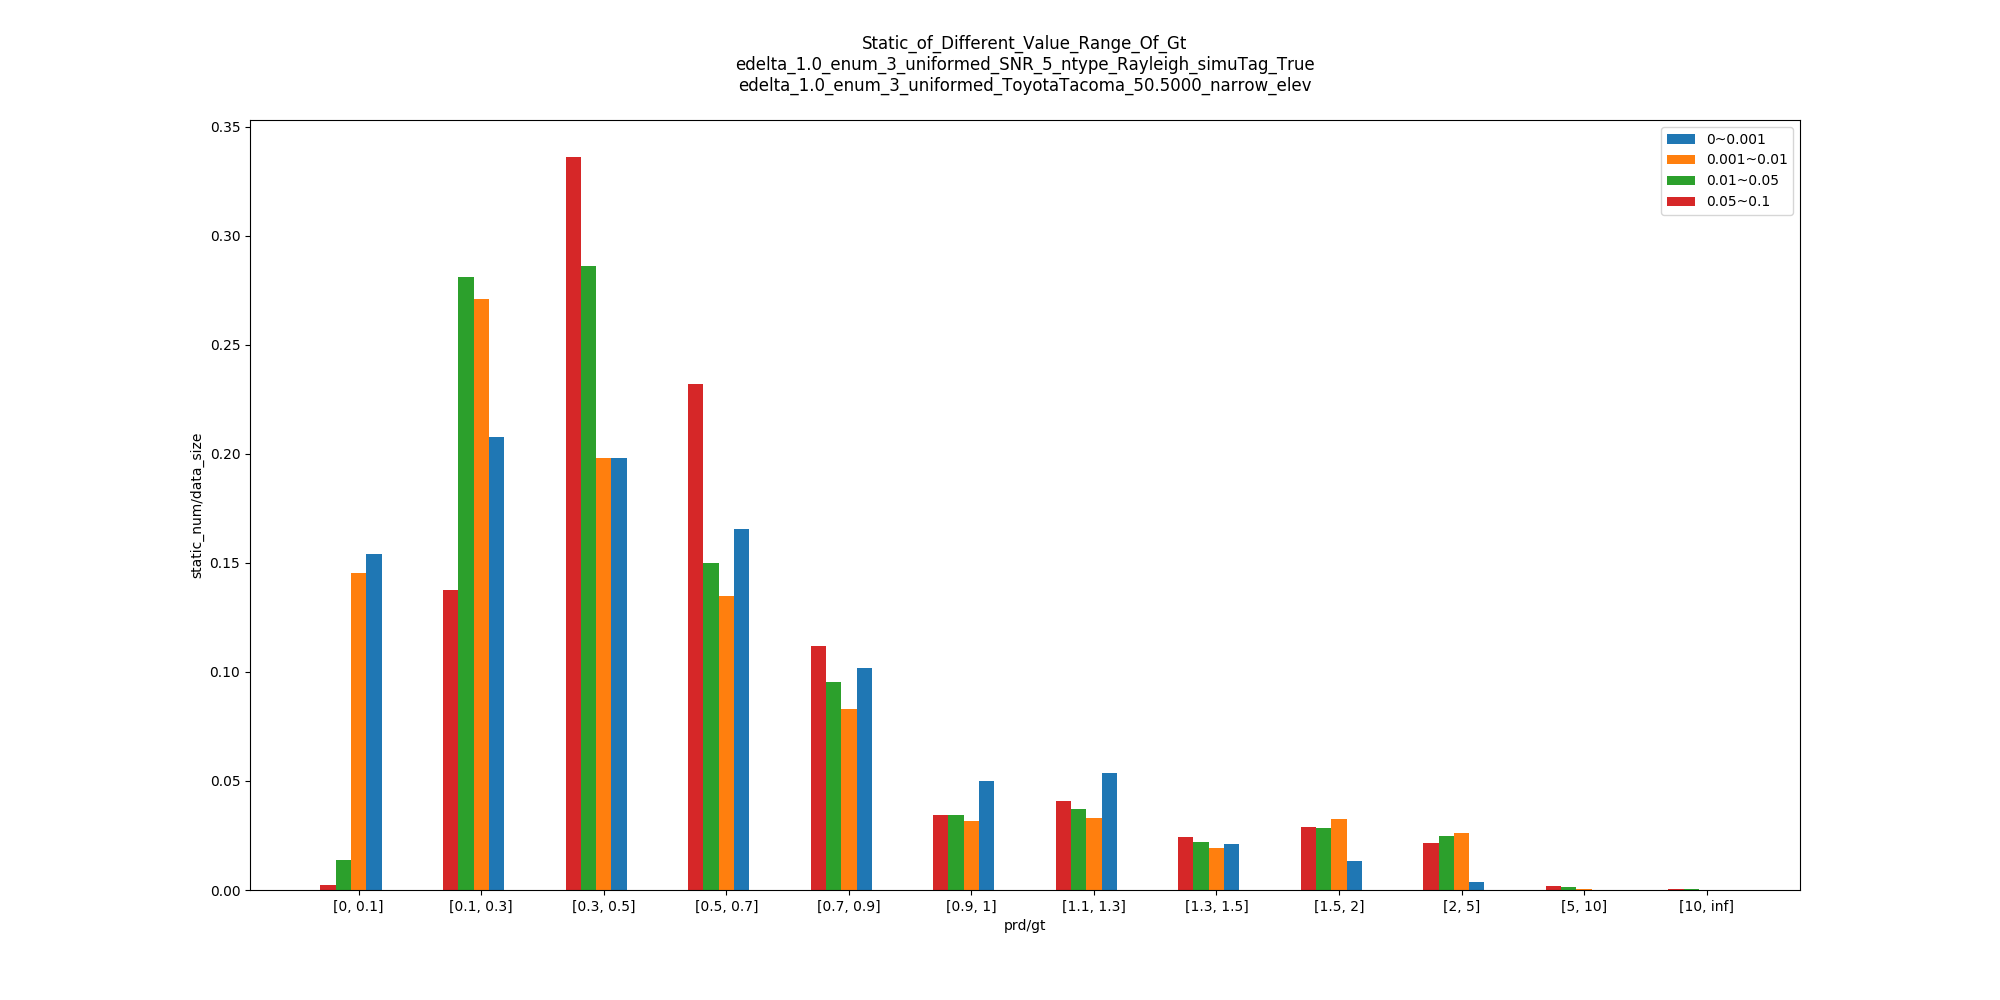 Static_of_Different_Value_Range_Of_Gt
edelta_1.0_enum_3_uniformed_SNR_5_ntype_Rayleigh_simuTag_True
edelta_1.0_enum_3_uniformed_ToyotaTacoma_50.5000_narrow_elev
0~0.001
0.001~0.01
0.01~0.05
0.05~0.1
0.35
0.30
0.25
0.20
0.15
0.10
0.05
0.00
static_num/data_size
[0, 0.1] [0.1, 0.3] [0.3, 0.5] [0.5, 0.7] [0.7, 0.9] [0.9, 1] [1.1, 1.3] [1.3, 1.5] [1.5, 2] [2, 5] [5, 10] [10, inf]
prd/gt